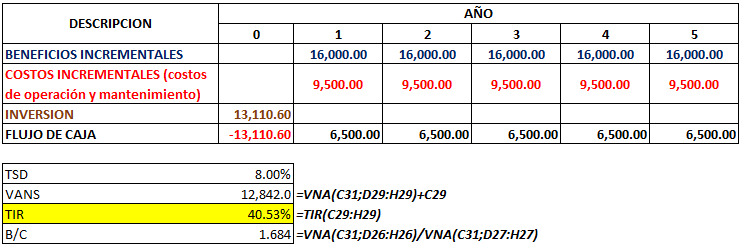 DESCRIPCION AÑO
0 1 2 3 4 5
BENEFICIOS INCREMENTALES 16,000.00 16,000.00 16,000.00 16,000.00 16,000.00
COSTOS INCREMENTALES (costos
de operación y mantenimiento) 9,500.00 9,500.00 9,500.00 9,500.00 9,500.00
INVERSION 13,110.60
FLUJO DE CAJA -13,110.60 6,500.00 6,500.00 6,500.00 6,500.00 6,500.00
TSD 8.00%
VANS 12,842.0 =VNA(C31;D29:H29)+C29
TIR 40.53% =TIR(C29:H29)
B/C 1.684 =VNA(C31;D26:H26)/VNA(C31;D27:H27)